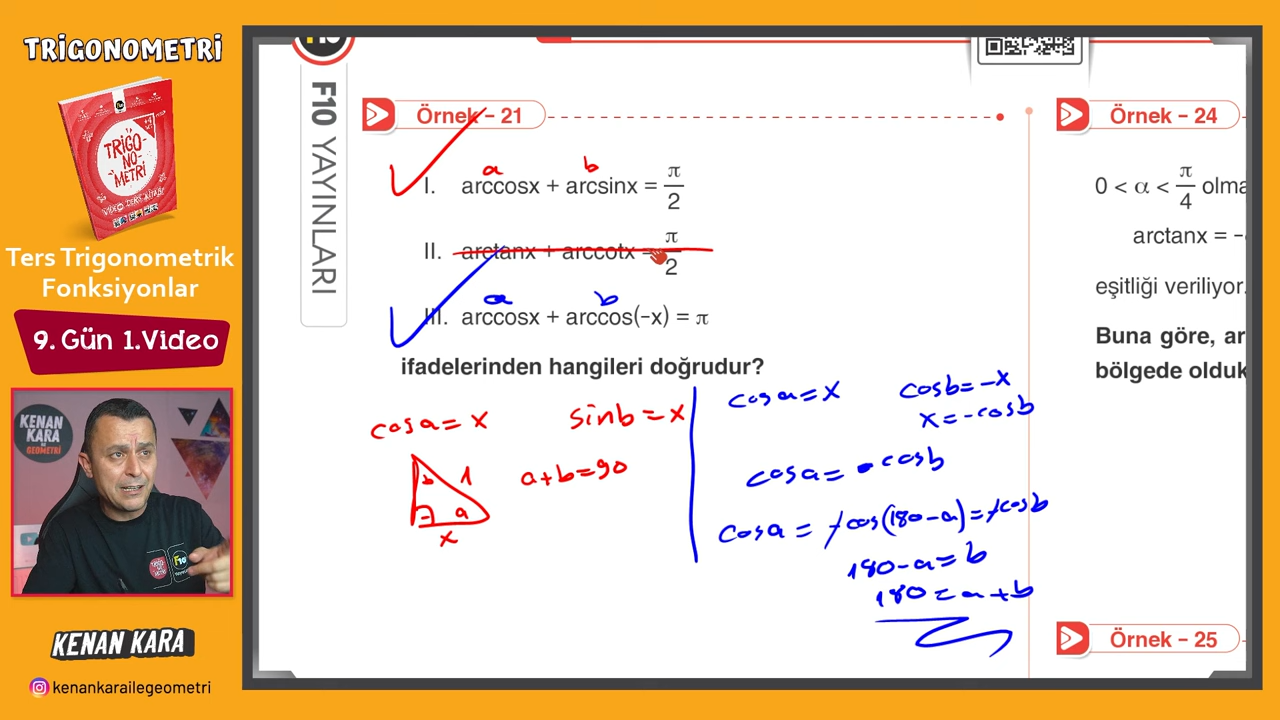 TRİGONOMETRİ
TRİGO-
NO-
METRİ
Ters Trigonometrik
Fonksiyonlar
9. Gün 1.Video
KENAN
KARA
GEOMETRİ
KENAN KARA
kenankarailegeometri
F10 YAYINLARI
Örnek - 21
a b
I. arccosx + arcsinx = π/2
II. arctanx + arccotx = π/2
a b
III. arccosx + arccos(-x) = π
ifadelerinden hangileri doğrudur?
cosa = x sinb = x
b 1 a+b=90
a
x
cosa = x cosb = -x
x = -cosb
cosa = -cosb
cosa = -cos(180-a) = -cosb
180-a = b
180 = a+b
Örnek - 24
0 < α < π/4 olma
arctanx = -
eşitliği veriliyor.
Buna göre, ar
bölgede olduk
Örnek - 25